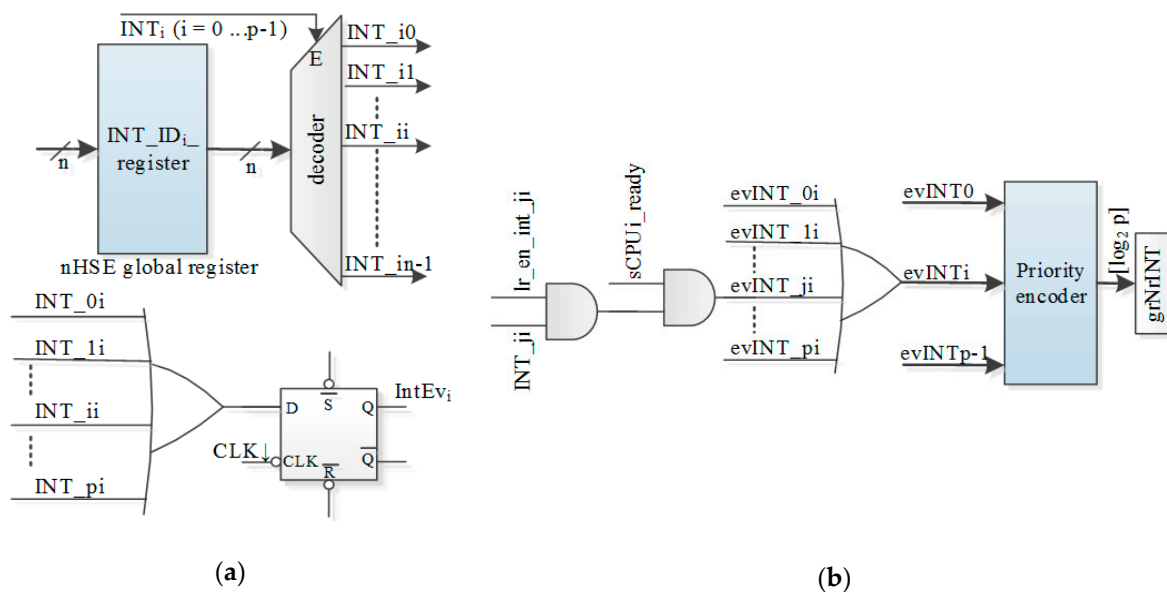 INTi (i = 0 ...p-1)
E
INT_i0
INT_i1
INT_ii
INT_in-1
n
INT_IDi_
register
n
decoder
nHSE global register
INT_0i
INT_1i
INT_ii
INT_pi
D
S
Q
IntEvi
CLK↓
CLK
R
Q
(a)
lr_en_int_ji
INT_ji
sCPUi_ready
evINT_0i
evINT_1i
evINT_ji
evINT_pi
evINT0
evINTi
evINTp-1
Priority
encoder
[log2 p]
grNrINT
(b)